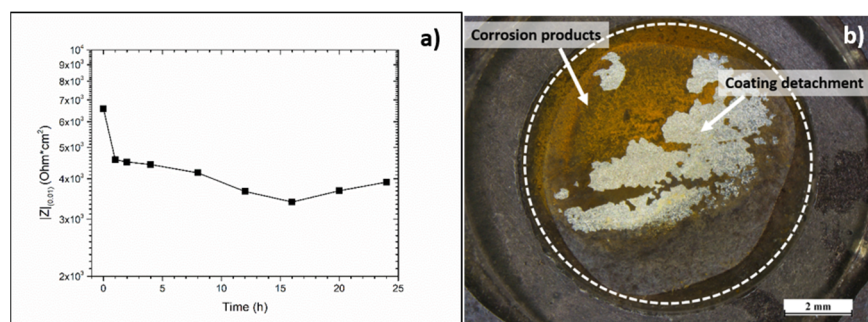 a)
10⁴
9x10³
8x10³
7x10³
6x10³
5x10³
4x10³
3x10³
2x10³
|Z|(0.01) (Ohm*cm²)
0 5 10 15 20 25
Time (h)
b)
Corrosion products
Coating detachment
2 mm